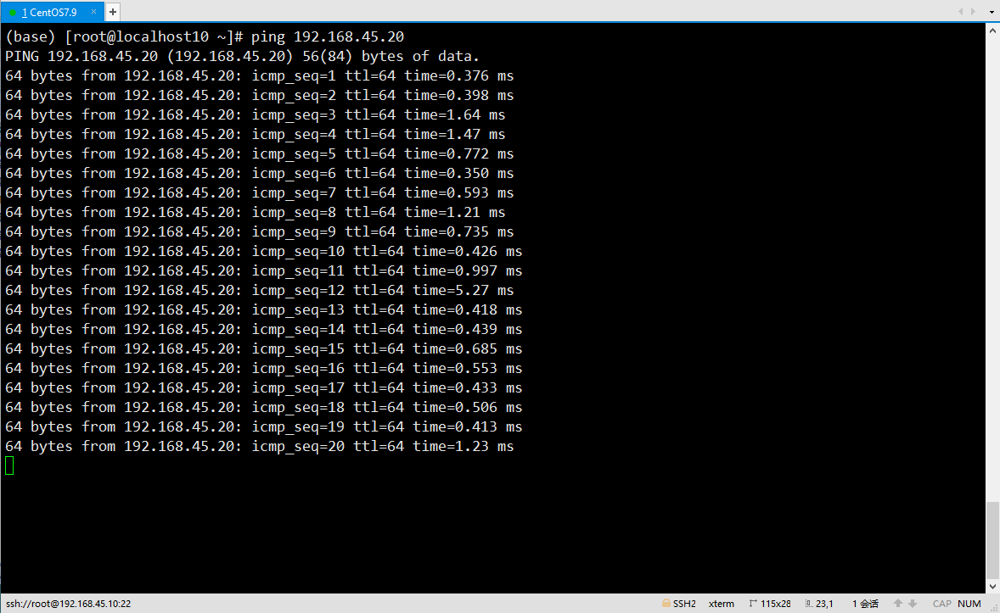 1 CentOS7.9 × +
(base) [root@localhost10 ~]# ping 192.168.45.20
PING 192.168.45.20 (192.168.45.20) 56(84) bytes of data.
64 bytes from 192.168.45.20: icmp_seq=1 ttl=64 time=0.376 ms
64 bytes from 192.168.45.20: icmp_seq=2 ttl=64 time=0.398 ms
64 bytes from 192.168.45.20: icmp_seq=3 ttl=64 time=1.64 ms
64 bytes from 192.168.45.20: icmp_seq=4 ttl=64 time=1.47 ms
64 bytes from 192.168.45.20: icmp_seq=5 ttl=64 time=0.772 ms
64 bytes from 192.168.45.20: icmp_seq=6 ttl=64 time=0.350 ms
64 bytes from 192.168.45.20: icmp_seq=7 ttl=64 time=0.593 ms
64 bytes from 192.168.45.20: icmp_seq=8 ttl=64 time=1.21 ms
64 bytes from 192.168.45.20: icmp_seq=9 ttl=64 time=0.735 ms
64 bytes from 192.168.45.20: icmp_seq=10 ttl=64 time=0.426 ms
64 bytes from 192.168.45.20: icmp_seq=11 ttl=64 time=0.997 ms
64 bytes from 192.168.45.20: icmp_seq=12 ttl=64 time=5.27 ms
64 bytes from 192.168.45.20: icmp_seq=13 ttl=64 time=0.418 ms
64 bytes from 192.168.45.20: icmp_seq=14 ttl=64 time=0.439 ms
64 bytes from 192.168.45.20: icmp_seq=15 ttl=64 time=0.685 ms
64 bytes from 192.168.45.20: icmp_seq=16 ttl=64 time=0.553 ms
64 bytes from 192.168.45.20: icmp_seq=17 ttl=64 time=0.433 ms
64 bytes from 192.168.45.20: icmp_seq=18 ttl=64 time=0.506 ms
64 bytes from 192.168.45.20: icmp_seq=19 ttl=64 time=0.413 ms
64 bytes from 192.168.45.20: icmp_seq=20 ttl=64 time=1.23 ms
ssh://root@192.168.45.10:22 SSH2 xterm 115x28 23,1 1 会话 CAP NUM